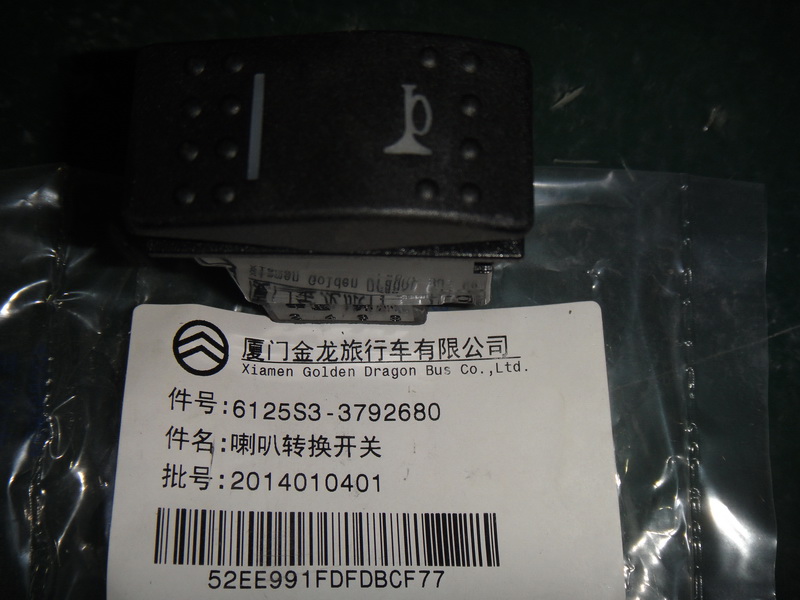 厦门金龙旅行车有限公司
Xiamen Golden Dragon Bus Co.,Ltd.
件号:6125S3-3792680
件名:喇叭转换开关
批号:2014010401
52EE991FDFDBCF77